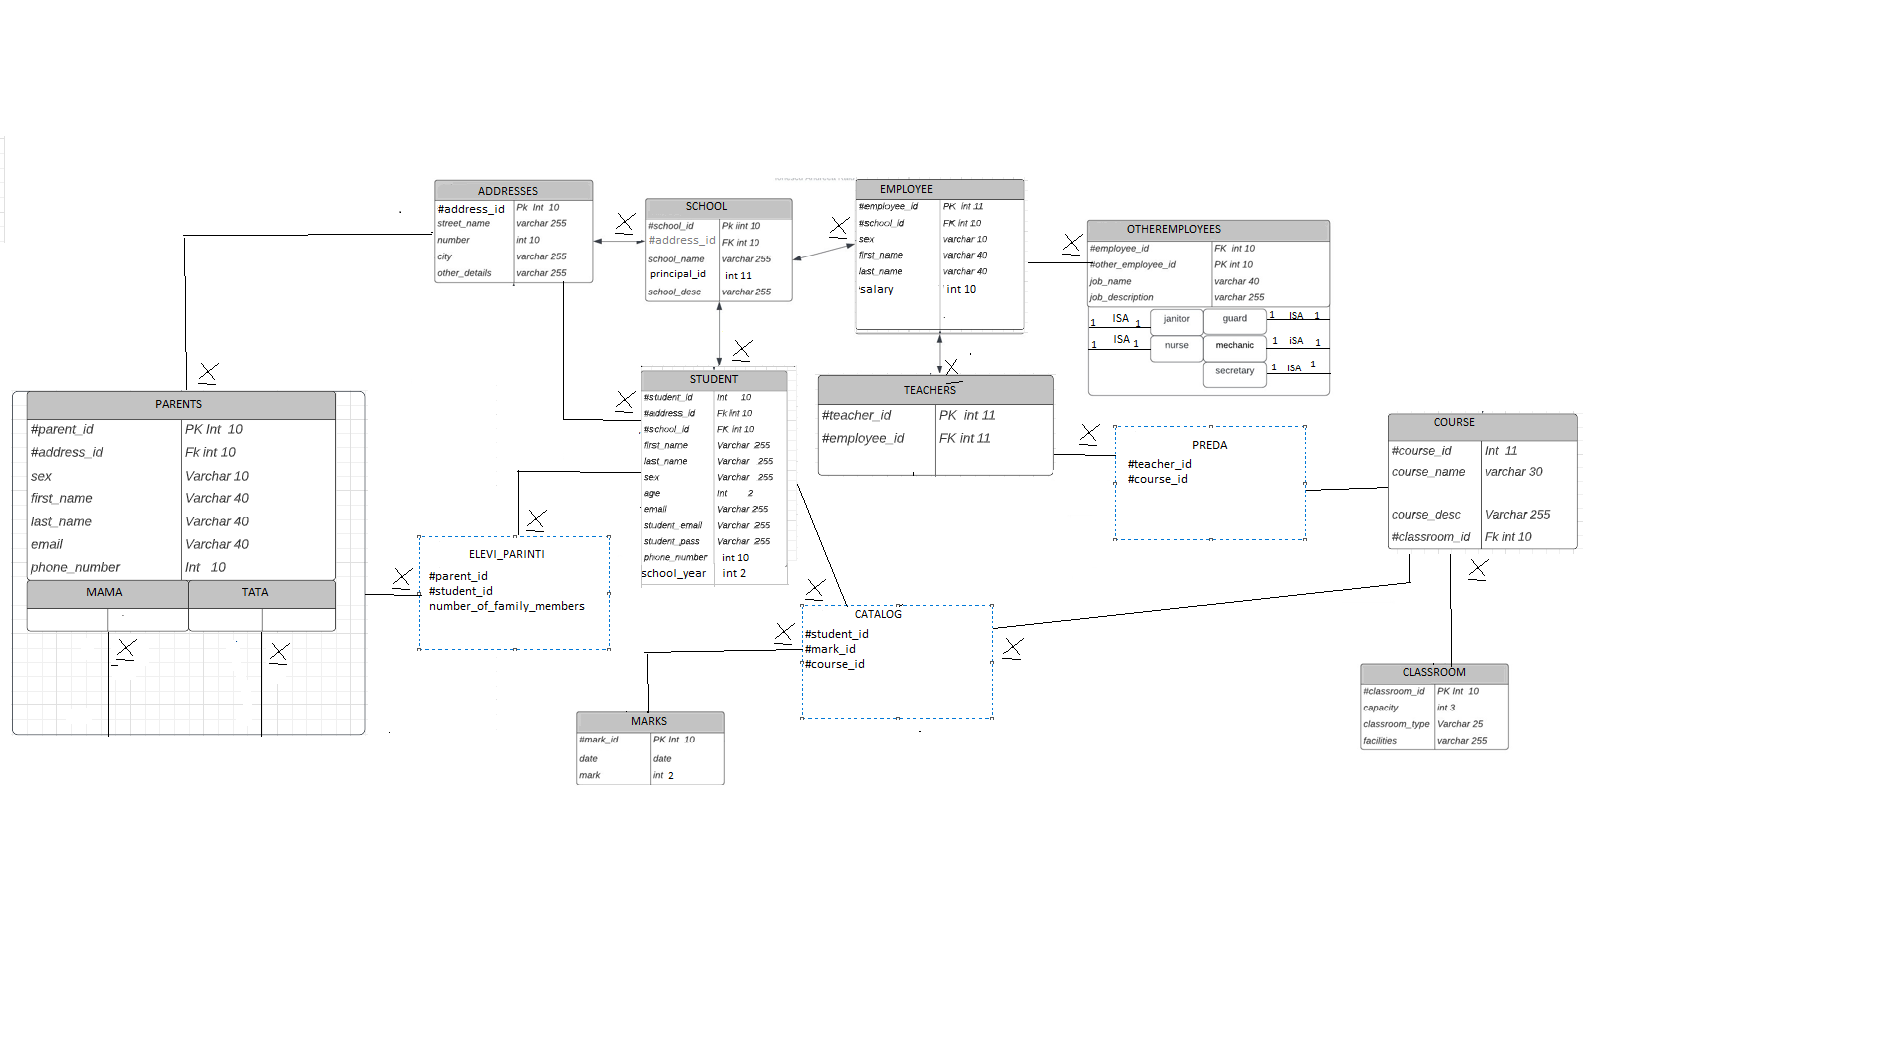 ADDRESSES
#address_id Pk Int 10
street_name varchar 255
number int 10
city varchar 255
other_details varchar 255
SCHOOL
#school_id Pk iint 10
#address_id FK int 10
school_name varchar 255
principal_id int 11
school_desc varchar 255
EMPLOYEE
#employee_id PK int 11
#school_id FK int 10
sex varchar 10
first_name varchar 40
last_name varchar 40
salary int 10
OTHEREMPLOYEES
#employee_id FK int 10
#other_employee_id PK int 10
job_name varchar 40
job_description varchar 255
1 ISA 1 janitor guard 1 ISA 1
1 ISA 1 nurse mechanic 1 iSA 1
secretary 1 ISA 1
PARENTS
#parent_id PK Int 10
#address_id Fk int 10
sex Varchar 10
first_name Varchar 40
last_name Varchar 40
email Varchar 40
phone_number Int 10
MAMA TATA
STUDENT
#student_id Int 10
#address_id Fk int 10
#school_id FK int 10
first_name Varchar 255
last_name Varchar 255
sex Varchar 255
age Int 2
email Varchar 255
student_email Varchar 255
student_pass Varchar 255
phone_number int 10
school_year int 2
TEACHERS
#teacher_id PK int 11
#employee_id FK int 11
PREDA
#teacher_id
#course_id
COURSE
#course_id Int 11
course_name varchar 30
course_desc Varchar 255
#classroom_id Fk int 10
ELEVI_PARINTI
#parent_id
#student_id
number_of_family_members
CATALOG
#student_id
#mark_id
#course_id
MARKS
#mark_id PK Int 10
date date
mark int 2
CLASSROOM
#classroom_id PK Int 10
capacity int 3
classroom_type Varchar 25
facilities varchar 255